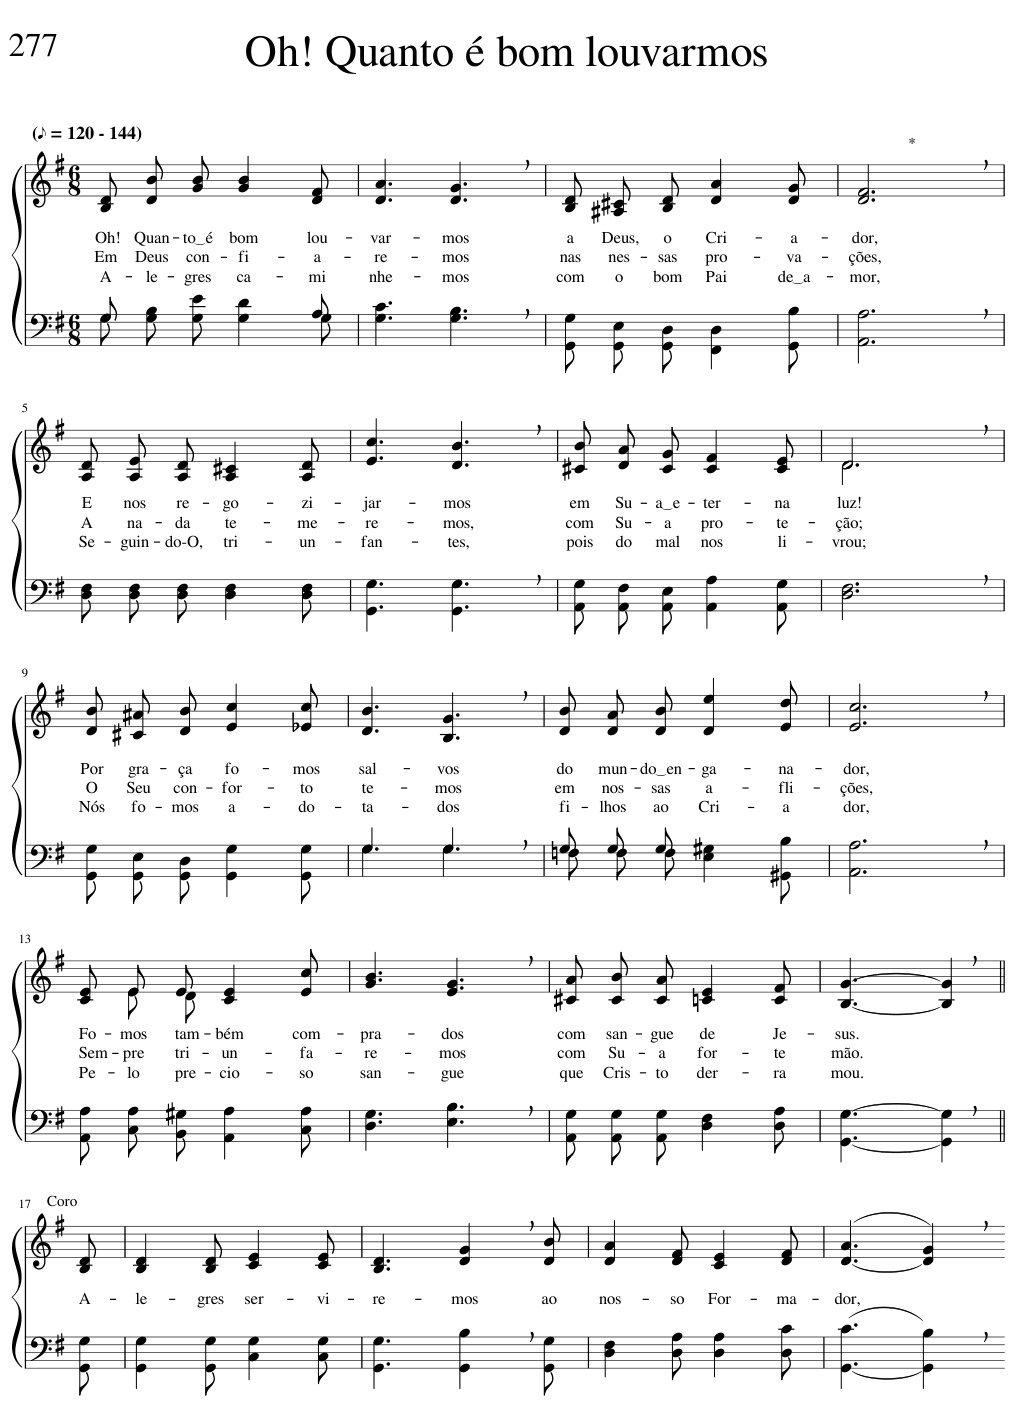 277
Oh! Quanto é bom louvarmos
(♪ = 120 - 144)
*
Oh! Quan - to_é bom lou - var - mos a Deus, o Cri - a - dor,
Em Deus con - fi - a - re - mos nas nes - sas pro - va - ções,
A - le - gres ca - mi nhe - mos com o bom Pai de_a - mor,
5
E nos re - go - zi - jar - mos em Su - a_e - ter - na luz!
A na - da te - me - re - mos, com Su - a pro - te - ção;
Se - guin - do-O, tri - un - fan - tes, pois do mal nos li - vrou;
9
Por gra - ça fo - mos sal - vos do mun - do_en - ga - na - dor,
O Seu con - for - to te - mos em nos - sas a - fli - ções,
Nós fo - mos a - do - ta - dos fi - lhos ao Cri - a dor,
13
Fo - mos tam - bém com - pra - dos com san - gue de Je - sus.
Sem - pre tri - un - fa - re - mos com Su - a for - te mão.
Pe - lo pre - cio - so san - gue que Cris - to der - ra mou.
17 Coro
A - le - gres ser - vi - re - mos ao nos - so For - ma - dor,